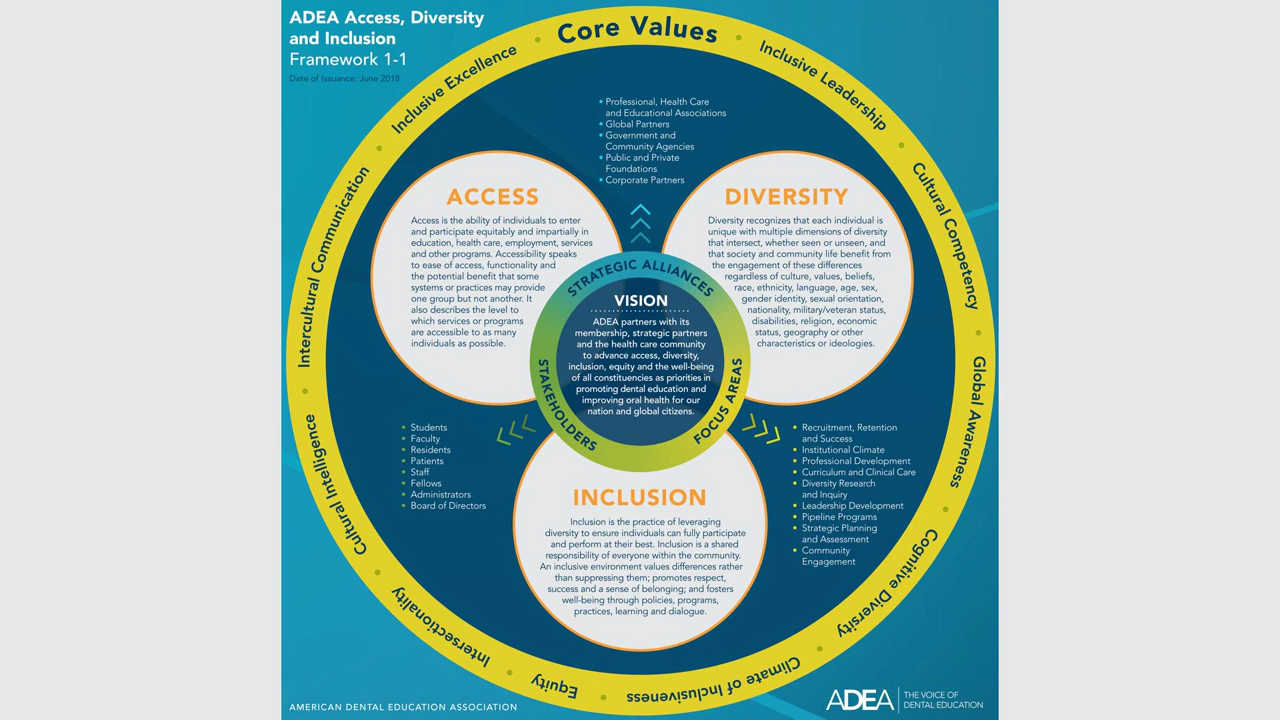 ADEA Access, Diversity
and Inclusion
Framework 1-1
Date of Issuance: June 2018
Core Values
Inclusive Leadership
Cultural Competency
Global Awareness
Cognitive Diversity
Climate of Inclusiveness
Equity
Intersectionality
Cultural Intelligence
Intercultural Communication
Inclusive Excellence
• Professional, Health Care
and Educational Associations
• Global Partners
• Government and
Community Agencies
• Public and Private
Foundations
• Corporate Partners
ACCESS
Access is the ability of individuals to enter
and participate equitably and impartially in
education, health care, employment, services
and other programs. Accessibility speaks
to ease of access, functionality and
the potential benefit that some
systems or practices may provide
one group but not another. It
also describes the level to
which services or programs
are accessible to as many
individuals as possible.
DIVERSITY
Diversity recognizes that each individual is
unique with multiple dimensions of diversity
that intersect, whether seen or unseen, and
that society and community life benefit from
the engagement of these differences
regardless of culture, values, beliefs,
race, ethnicity, language, age, sex,
gender identity, sexual orientation,
nationality, military/veteran status,
disabilities, religion, economic
status, geography or other
characteristics or ideologies.
STRATEGIC ALLIANCES
FOCUS AREAS
STAKEHOLDERS
VISION
ADEA partners with its
membership, strategic partners
and the health care community
to advance access, diversity,
inclusion, equity and the well-being
of all constituencies as priorities in
promoting dental education and
improving oral health for our
nation and global citizens.
• Students
• Faculty
• Residents
• Patients
• Staff
• Fellows
• Administrators
• Board of Directors
• Recruitment, Retention
and Success
• Institutional Climate
• Professional Development
• Curriculum and Clinical Care
• Diversity Research
and Inquiry
• Leadership Development
• Pipeline Programs
• Strategic Planning
and Assessment
• Community
Engagement
INCLUSION
Inclusion is the practice of leveraging
diversity to ensure individuals can fully participate
and perform at their best. Inclusion is a shared
responsibility of everyone within the community.
An inclusive environment values differences rather
than suppressing them; promotes respect,
success and a sense of belonging; and fosters
well-being through policies, programs,
practices, learning and dialogue.
AMERICAN DENTAL EDUCATION ASSOCIATION
ADEA
THE VOICE OF
DENTAL EDUCATION